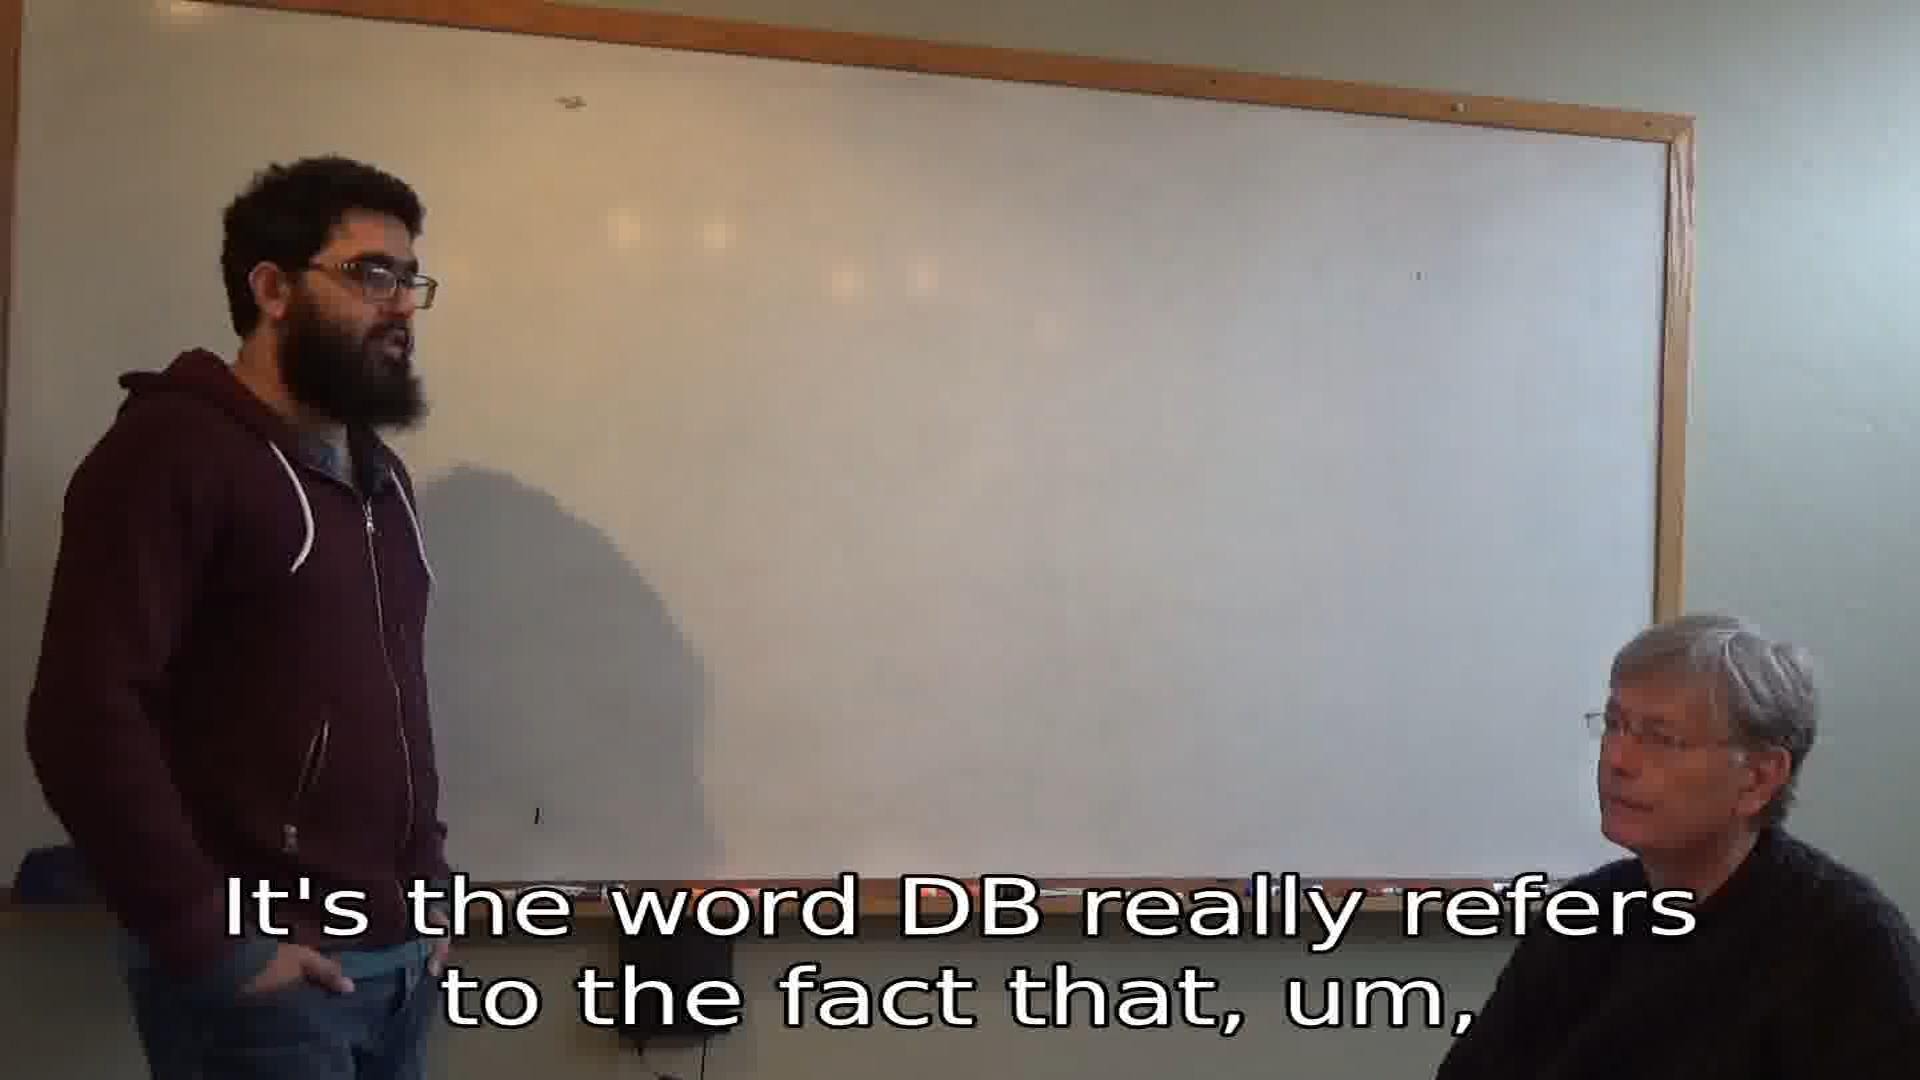 It's the word DB really refers
to the fact that, um,